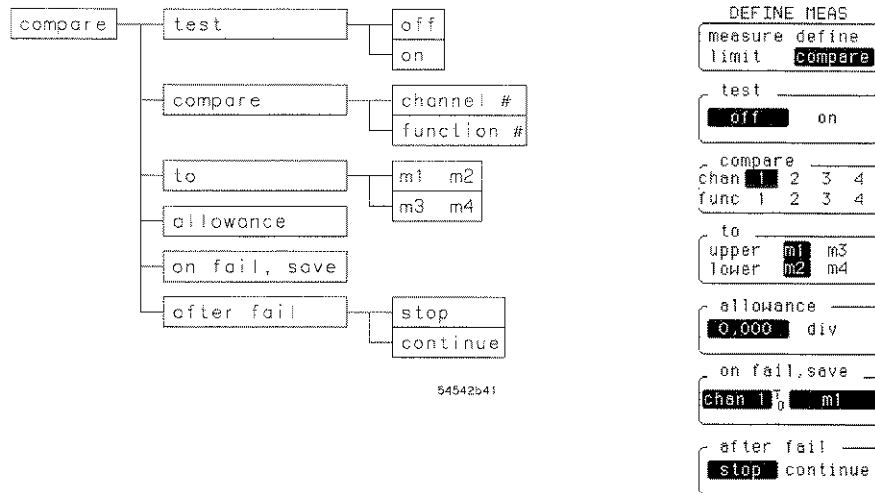 compare
test
off
on
compare
channel #
function #
to
m1 m2
m3 m4
allowance
on fail, save
after fail
stop
continue
54542b41
DEFINE MEAS
measure define
limit compare
test
off on
compare
chan 1 2 3 4
func 1 2 3 4
to
upper m1 m3
lower m2 m4
allowance
0.000 div
on fail,save
chan 1 To m1
after fail
stop continue